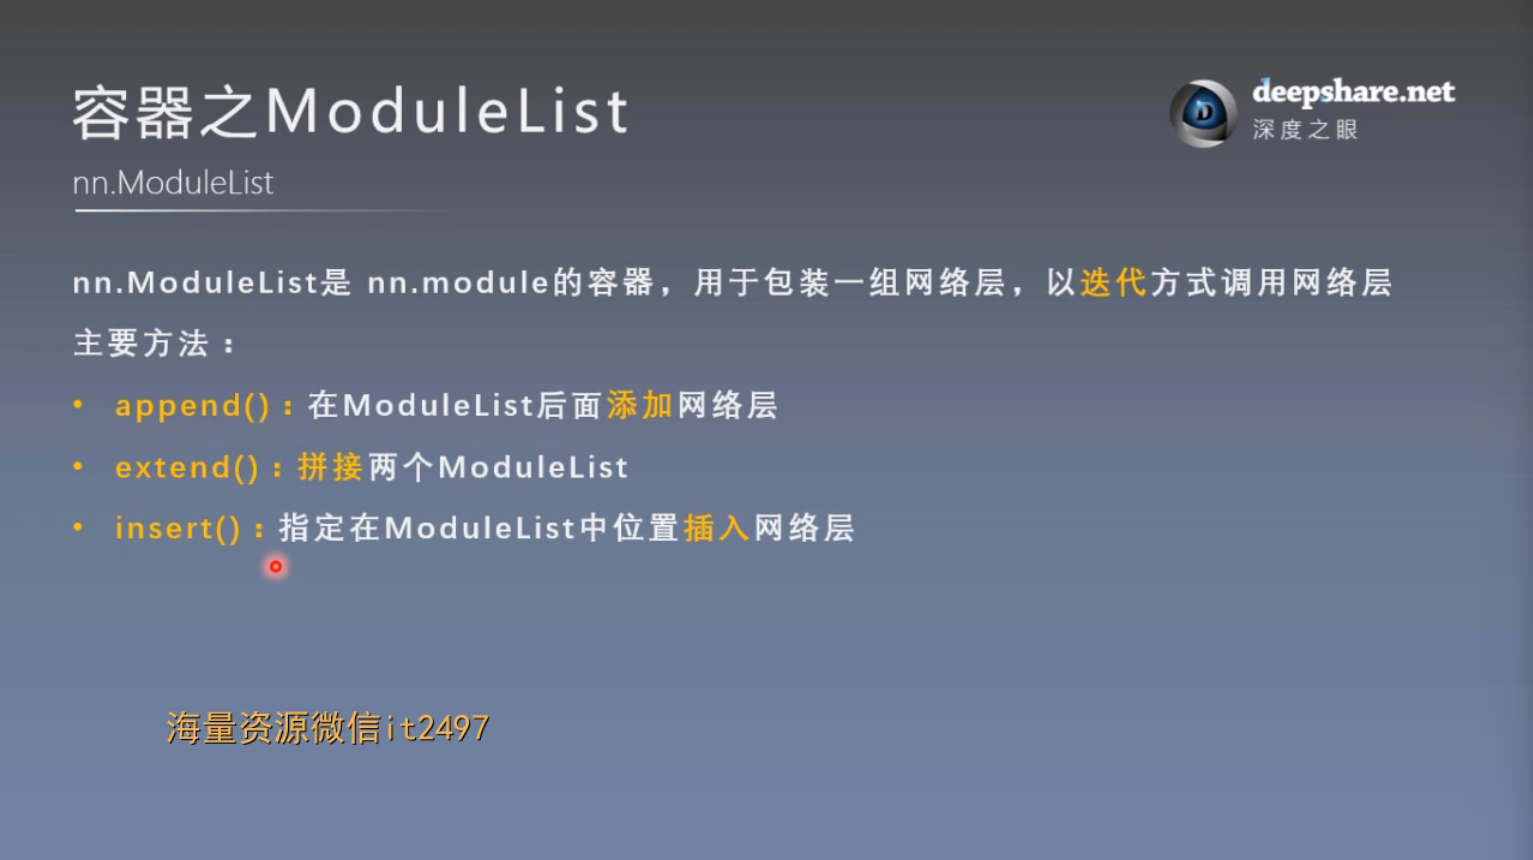 容器之ModuleList
deepshare.net
深度之眼
nn.ModuleList
nn.ModuleList是 nn.module的容器，用于包装一组网络层，以迭代方式调用网络层
主要方法：
• append()：在ModuleList后面添加网络层
• extend()：拼接两个ModuleList
• insert()：指定在ModuleList中位置插入网络层
海量资源微信it2497